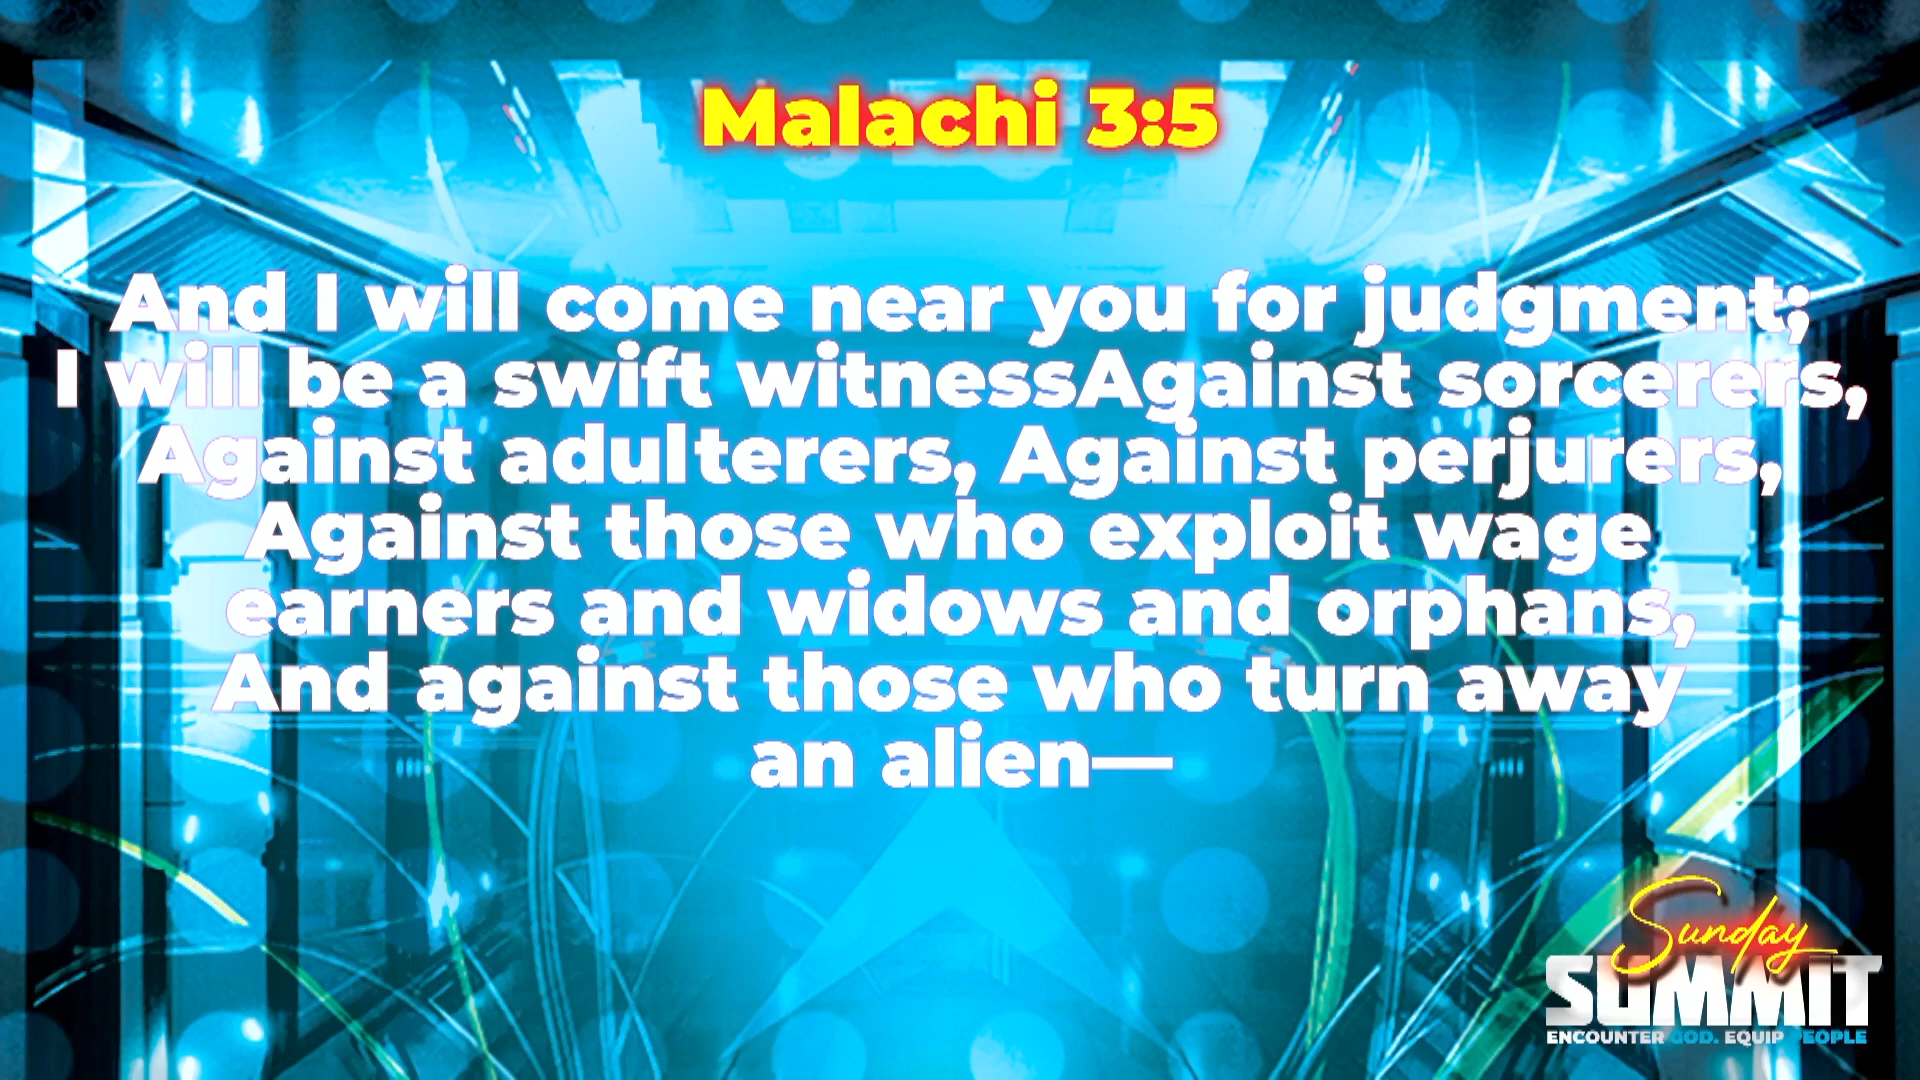 Malachi 3:5
And I will come near you for judgment;
I will be a swift witnessAgainst sorcerers,
Against adulterers, Against perjurers,
Against those who exploit wage
earners and widows and orphans,
And against those who turn away
an alien—
Sunday
SUMMIT
ENCOUNTER GOD. EQUIP PEOPLE